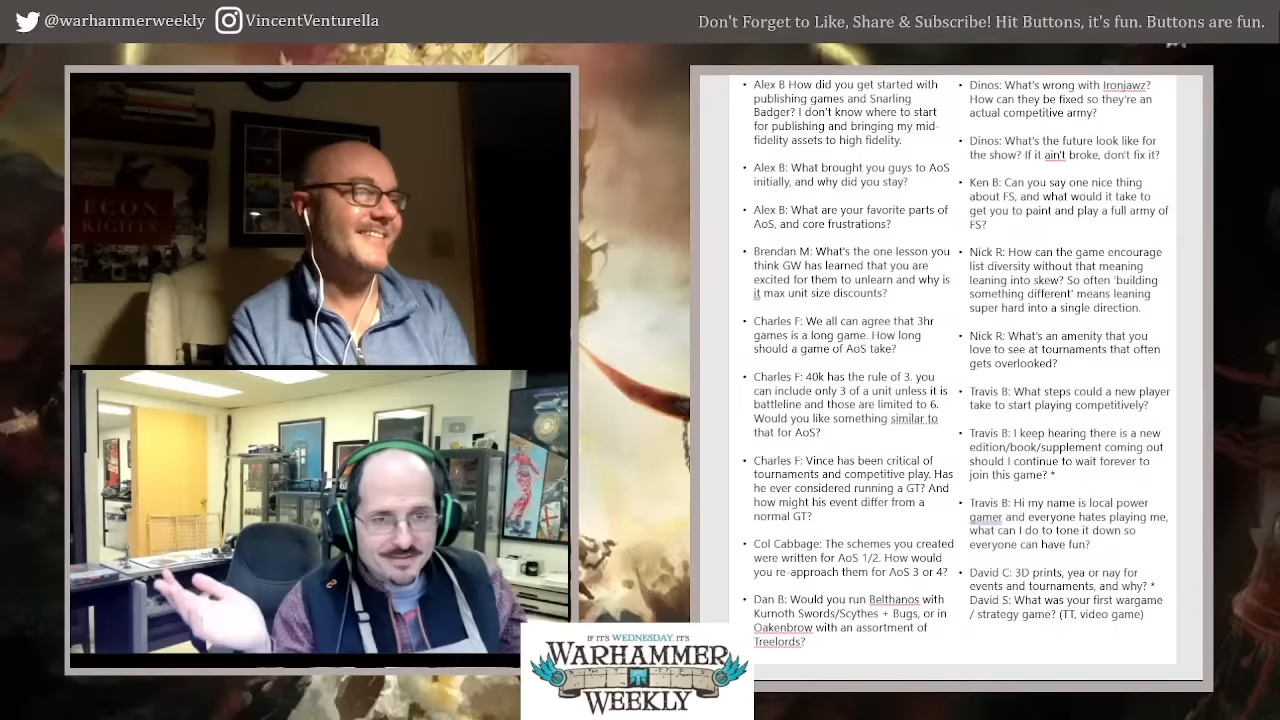 @warhammerweekly VincentVenturella
Don't Forget to Like, Share & Subscribe! Hit Buttons, it's fun. Buttons are fun.
ECON
RIGHTS
• Alex B How did you get started with
publishing games and Snarling
Badger? I don't know where to start
for publishing and bringing my mid-
fidelity assets to high fidelity.
• Alex B: What brought you guys to AoS
initially, and why did you stay?
• Alex B: What are your favorite parts of
AoS, and core frustrations?
• Brendan M: What's the one lesson you
think GW has learned that you are
excited for them to unlearn and why is
it max unit size discounts?
• Charles F: We all can agree that 3hr
games is a long game. How long
should a game of AoS take?
• Charles F: 40k has the rule of 3. you
can include only 3 of a unit unless it is
battleline and those are limited to 6.
Would you like something similar to
that for AoS?
• Charles F: Vince has been critical of
tournaments and competitive play. Has
he ever considered running a GT? And
how might his event differ from a
normal GT?
• Col Cabbage: The schemes you created
were written for AoS 1/2. How would
you re-approach them for AoS 3 or 4?
• Dan B: Would you run Belthanos with
Kurnoth Swords/Scythes + Bugs, or in
Oakenbrow with an assortment of
Treelords?
• Dinos: What's wrong with Ironjawz?
How can they be fixed so they're an
actual competitive army?
• Dinos: What's the future look like for
the show? If it ain't broke, don't fix it?
• Ken B: Can you say one nice thing
about FS, and what would it take to
get you to paint and play a full army of
FS?
• Nick R: How can the game encourage
list diversity without that meaning
leaning into skew? So often 'building
something different' means leaning
super hard into a single direction.
• Nick R: What's an amenity that you
love to see at tournaments that often
gets overlooked?
• Travis B: What steps could a new player
take to start playing competitively?
• Travis B: I keep hearing there is a new
edition/book/supplement coming out
should I continue to wait forever to
join this game? *
• Travis B: Hi my name is local power
gamer and everyone hates playing me,
what can I do to tone it down so
everyone can have fun?
• David C: 3D prints, yea or nay for
events and tournaments, and why? *
David S: What was your first wargame
/ strategy game? (TT, video game)
IF IT'S WEDNESDAY, IT'S
WARHAMMER
WEEKLY